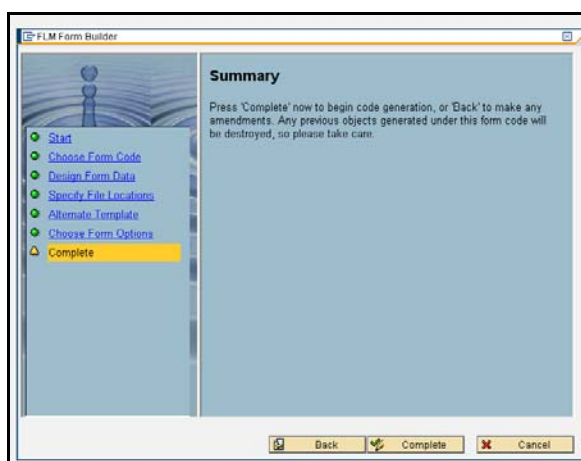 FLM Form Builder
Summary
Press 'Complete' now to begin code generation, or 'Back' to make any
amendments. Any previous objects generated under this form code will
be destroyed, so please take care.
Start
Choose Form Code
Design Form Data
Specify File Locations
Alternate Template
Choose Form Options
Complete
Back
Complete
Cancel